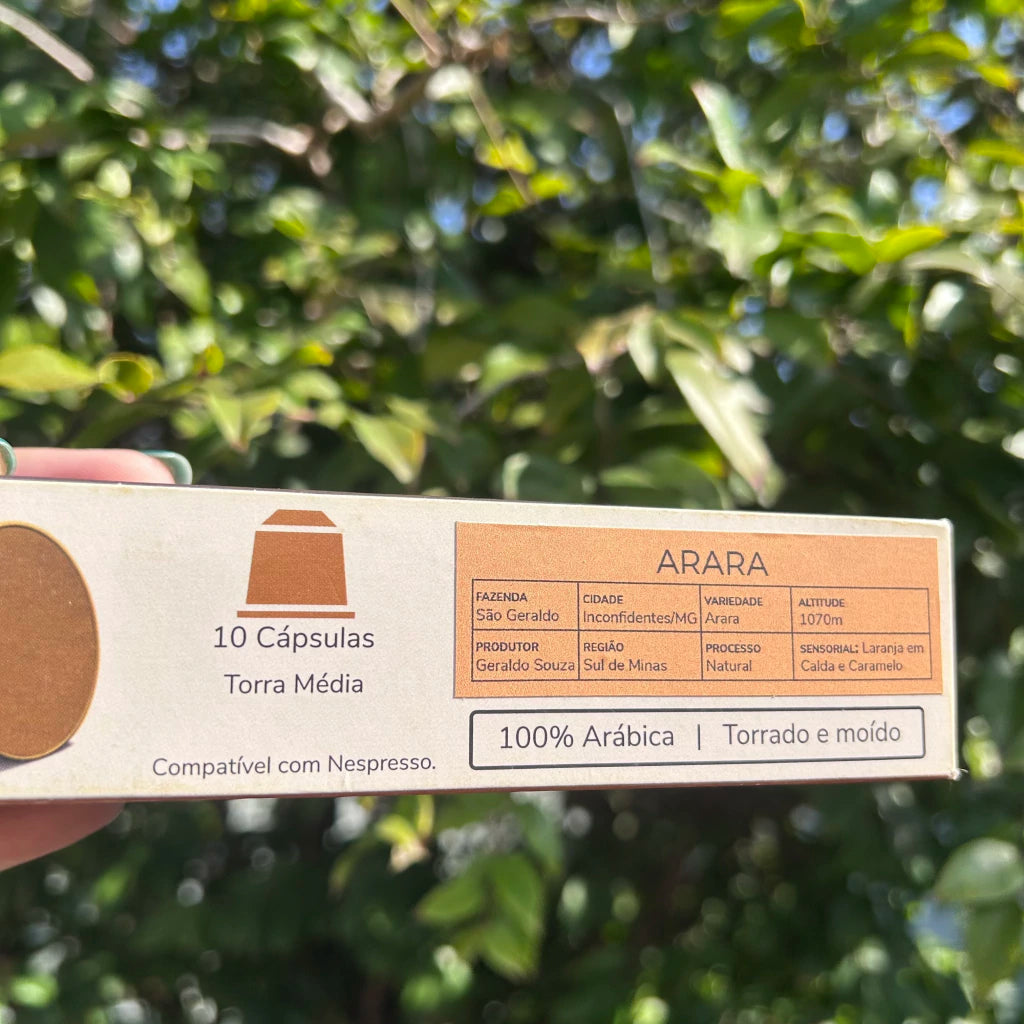 10 Cápsulas
Torra Média
Compatível com Nespresso.
ARARA
FAZENDA
São Geraldo
CIDADE
Inconfidentes/MG
VARIEDADE
Arara
ALTITUDE
1070m
PRODUTOR
Geraldo Souza
REGIÃO
Sul de Minas
PROCESSO
Natural
SENSORIAL: Laranja em
Calda e Caramelo
100% Arábica | Torrado e moído